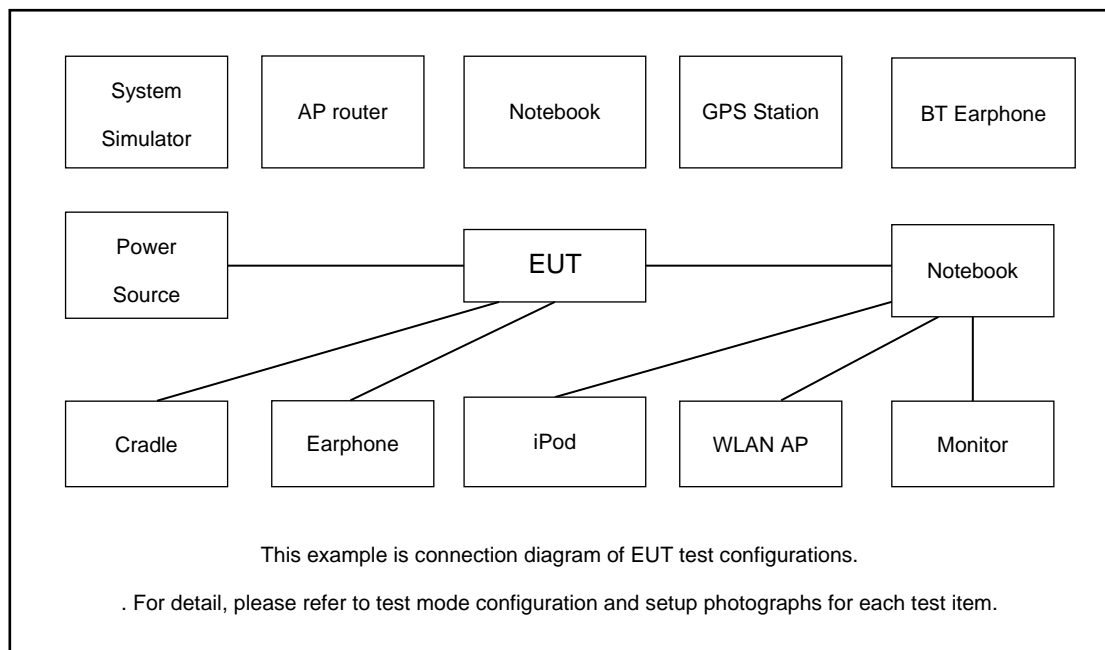 System
Simulator
AP router
Notebook
GPS Station
BT Earphone
Power
Source
EUT
Notebook
Cradle
Earphone
iPod
WLAN AP
Monitor
This example is connection diagram of EUT test configurations.
. For detail, please refer to test mode configuration and setup photographs for each test item.